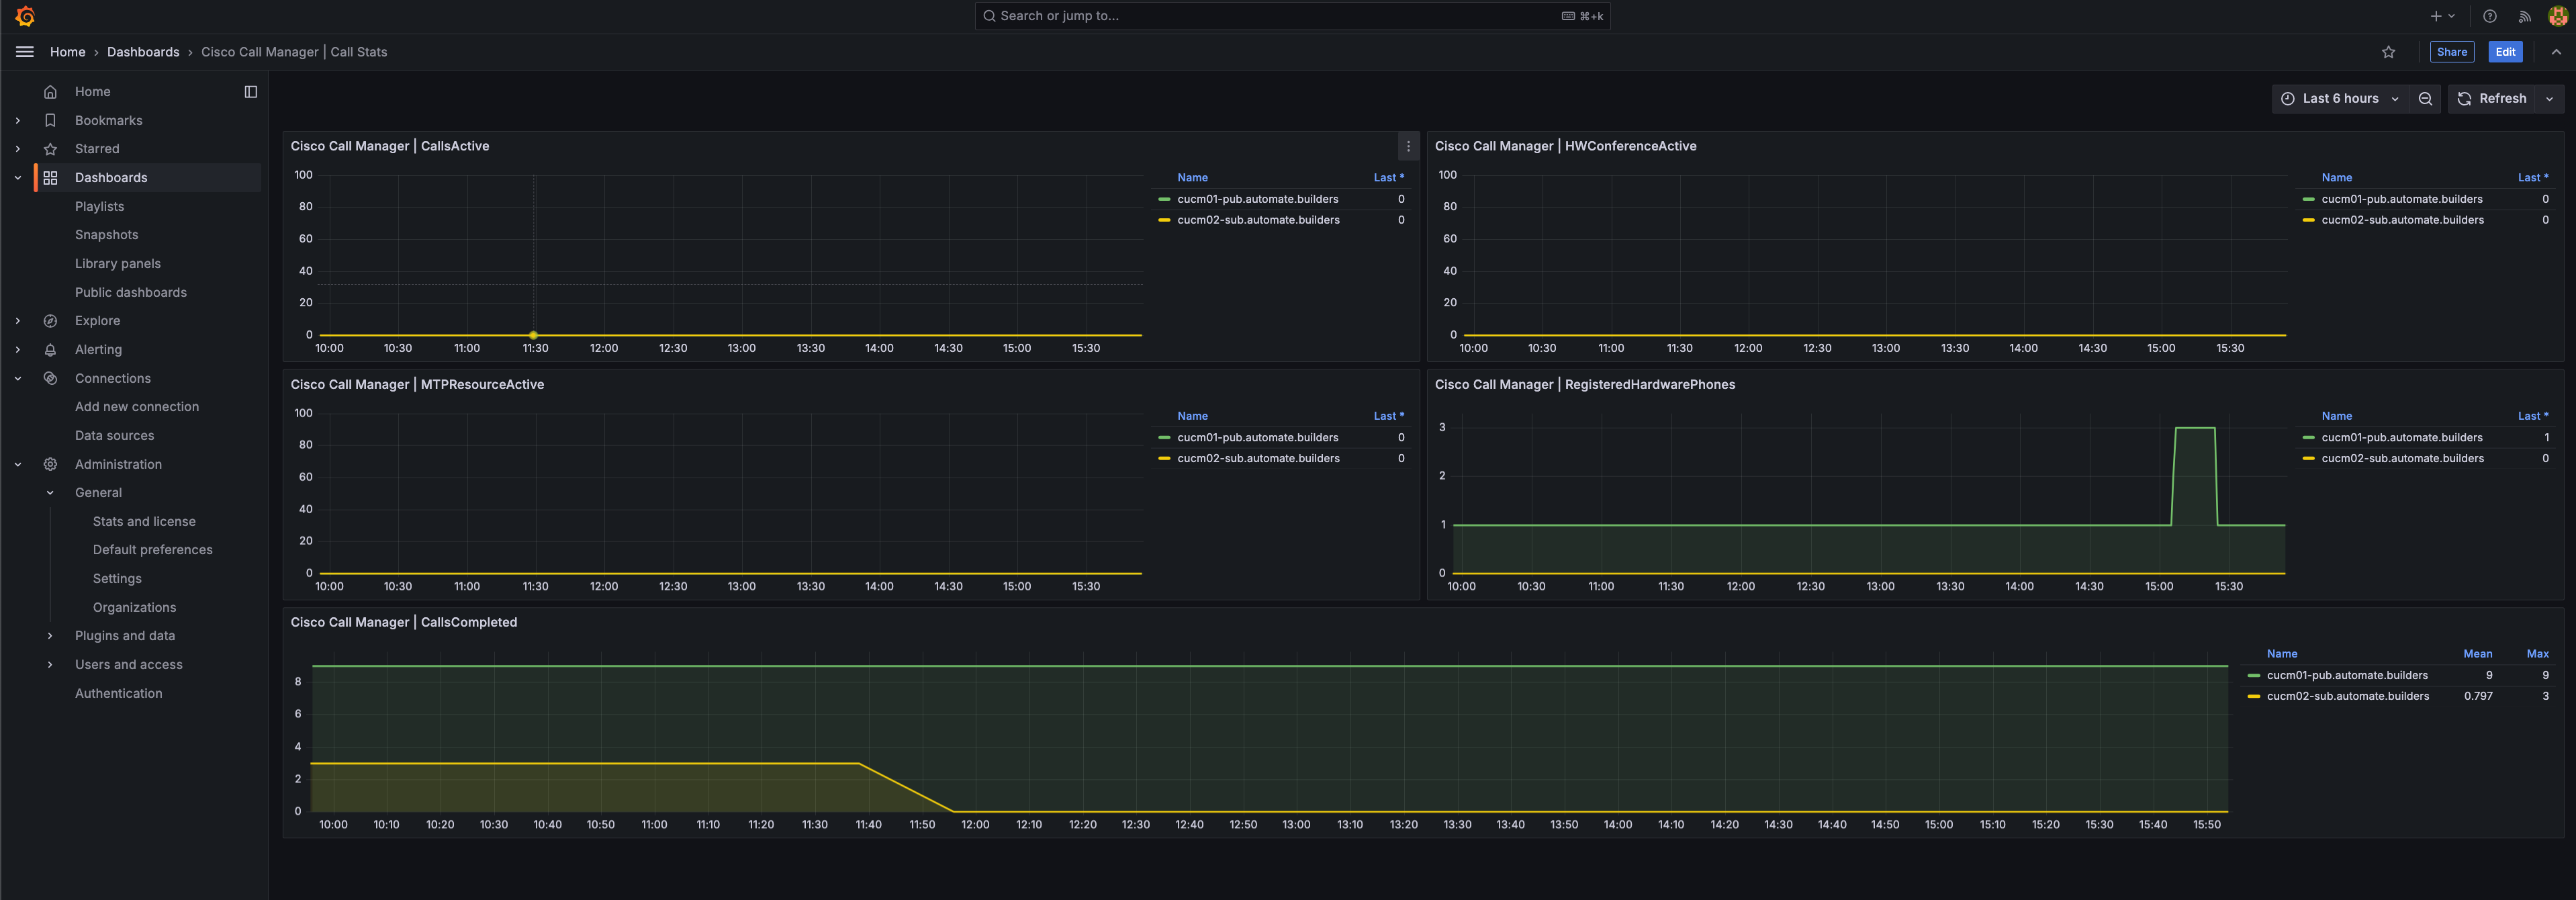 Search or jump to... ⌘+k
Home › Dashboards › Cisco Call Manager | Call Stats
Share Edit
Home
Bookmarks
Starred
Dashboards
Playlists
Snapshots
Library panels
Public dashboards
Explore
Alerting
Connections
Add new connection
Data sources
Administration
General
Stats and license
Default preferences
Settings
Organizations
Plugins and data
Users and access
Authentication
Last 6 hours Refresh
Cisco Call Manager | CallsActive
100
80
60
40
20
0
10:00 10:30 11:00 11:30 12:00 12:30 13:00 13:30 14:00 14:30 15:00 15:30
Name Last *
cucm01-pub.automate.builders 0
cucm02-sub.automate.builders 0
Cisco Call Manager | HWConferenceActive
100
80
60
40
20
0
10:00 10:30 11:00 11:30 12:00 12:30 13:00 13:30 14:00 14:30 15:00 15:30
Name Last *
cucm01-pub.automate.builders 0
cucm02-sub.automate.builders 0
Cisco Call Manager | MTPResourceActive
100
80
60
40
20
0
10:00 10:30 11:00 11:30 12:00 12:30 13:00 13:30 14:00 14:30 15:00 15:30
Name Last *
cucm01-pub.automate.builders 0
cucm02-sub.automate.builders 0
Cisco Call Manager | RegisteredHardwarePhones
3
2
1
0
10:00 10:30 11:00 11:30 12:00 12:30 13:00 13:30 14:00 14:30 15:00 15:30
Name Last *
cucm01-pub.automate.builders 1
cucm02-sub.automate.builders 0
Cisco Call Manager | CallsCompleted
8
6
4
2
0
10:00 10:10 10:20 10:30 10:40 10:50 11:00 11:10 11:20 11:30 11:40 11:50 12:00 12:10 12:20 12:30 12:40 12:50 13:00 13:10 13:20 13:30 13:40 13:50 14:00 14:10 14:20 14:30 14:40 14:50 15:00 15:10 15:20 15:30 15:40 15:50
Name Mean Max
cucm01-pub.automate.builders 9 9
cucm02-sub.automate.builders 0.797 3